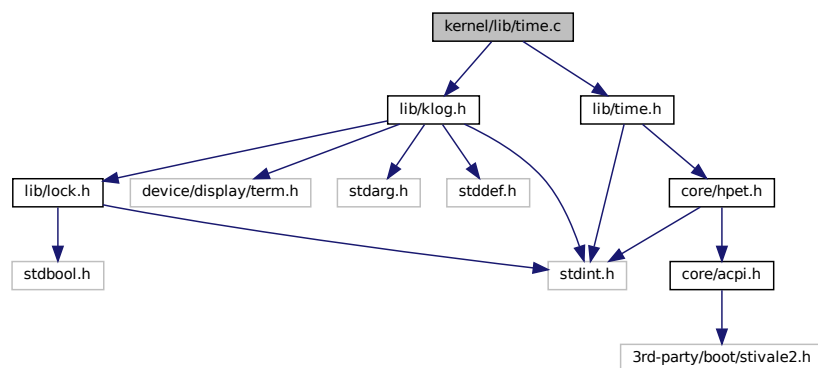 kernel/lib/time.c
lib/klog.h
lib/time.h
lib/lock.h
device/display/term.h
stdarg.h
stddef.h
core/hpet.h
stdbool.h
stdint.h
core/acpi.h
3rd-party/boot/stivale2.h